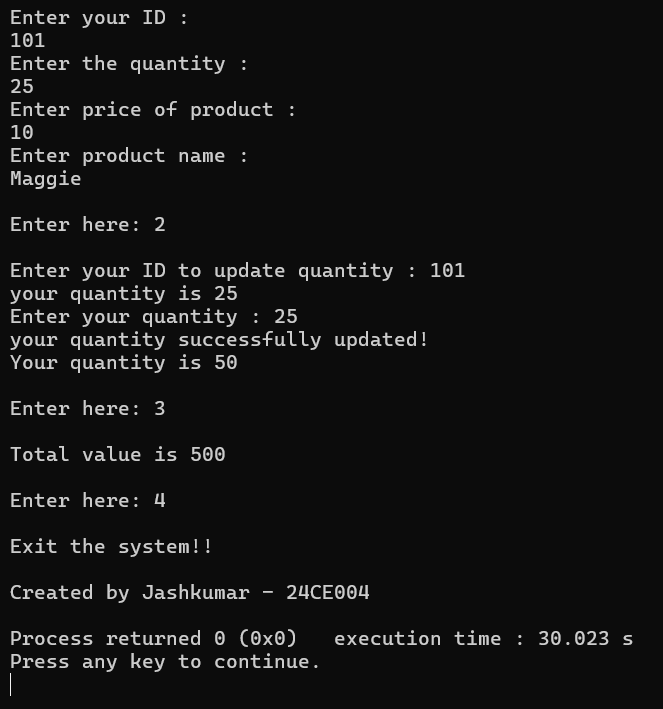 Enter your ID :
101
Enter the quantity :
25
Enter price of product :
10
Enter product name :
Maggie
Enter here: 2
Enter your ID to update quantity : 101
your quantity is 25
Enter your quantity : 25
your quantity successfully updated!
Your quantity is 50
Enter here: 3
Total value is 500
Enter here: 4
Exit the system!!
Created by Jashkumar - 24CE004
Process returned 0 (0x0)   execution time : 30.023 s
Press any key to continue.